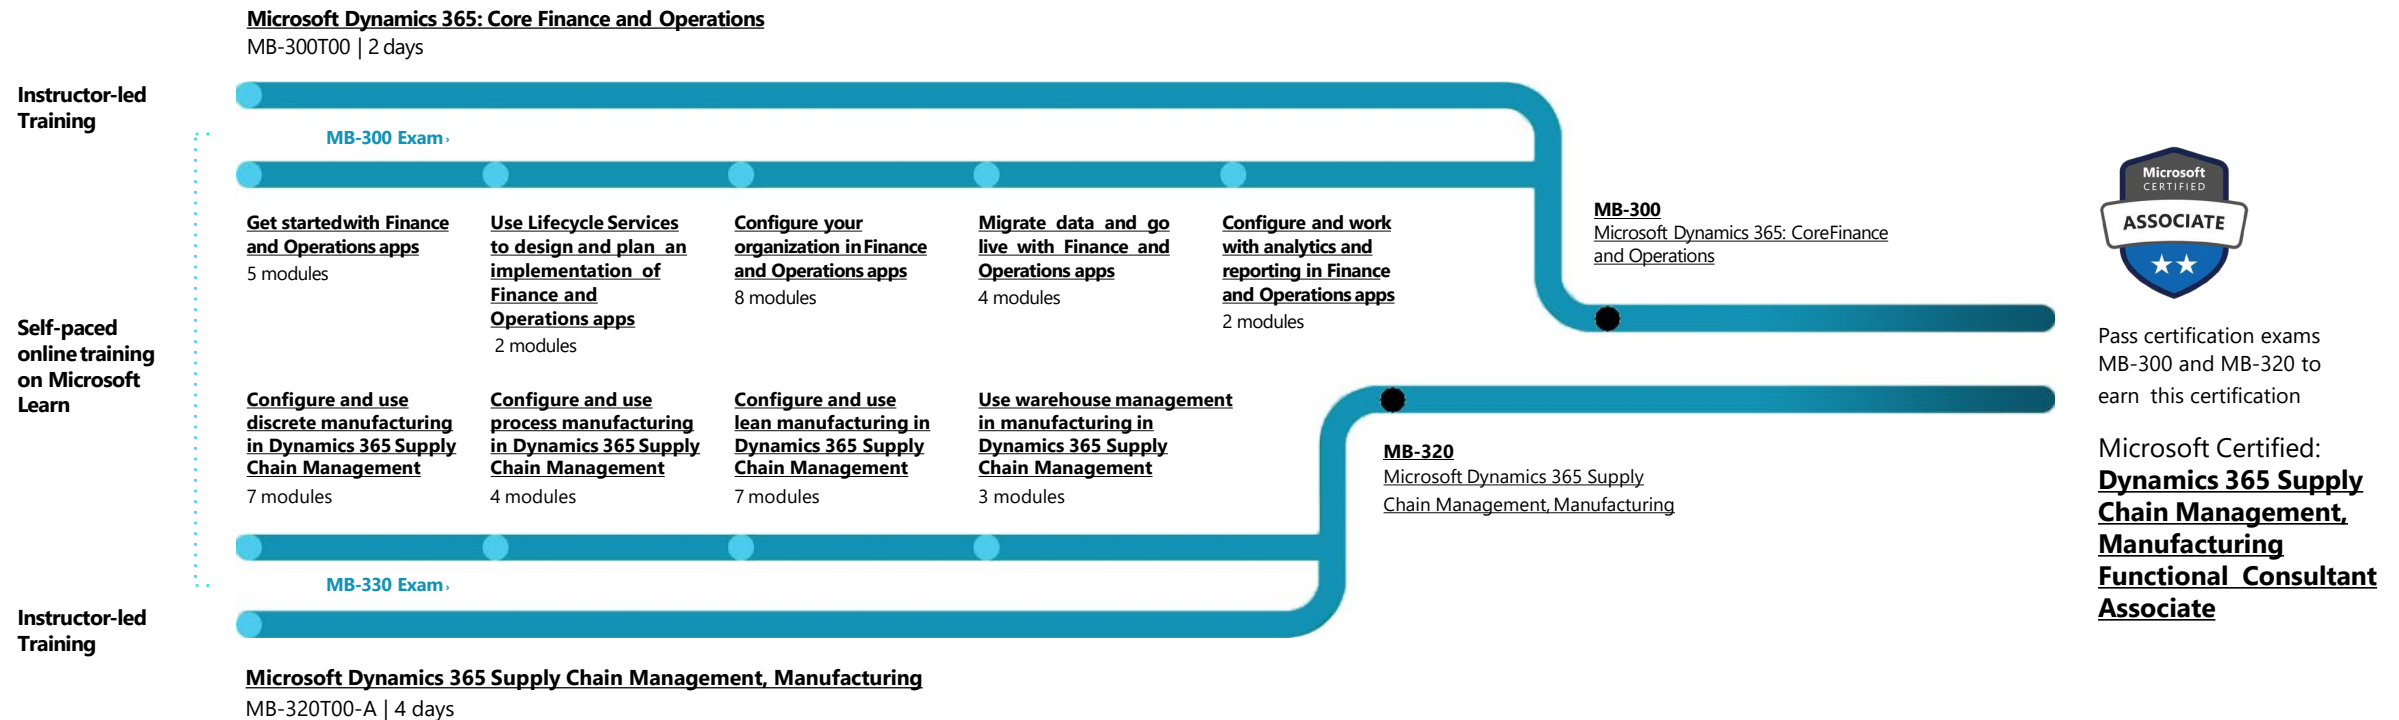 Microsoft Dynamics 365: Core Finance and Operations
MB-300T00 | 2 days
Instructor-led
Training
MB-300 Exam›
Get startedwith Finance
and Operations apps
5 modules
Use Lifecycle Services
to design and plan an
implementation of
Finance and
Operations apps
2 modules
Configure your
organization in Finance
and Operations apps
8 modules
Migrate data and go
live with Finance and
Operations apps
4 modules
Configure and work
with analytics and
reporting in Finance
and Operations apps
2 modules
MB-300
Microsoft Dynamics 365: CoreFinance
and Operations
Self-paced
online training
on Microsoft
Learn
Configure and use
discrete manufacturing
in Dynamics 365 Supply
Chain Management
7 modules
Configure and use
process manufacturing
in Dynamics 365 Supply
Chain Management
4 modules
Configure and use
lean manufacturing in
Dynamics 365 Supply
Chain Management
7 modules
Use warehouse management
in manufacturing in
Dynamics 365 Supply
Chain Management
3 modules
MB-320
Microsoft Dynamics 365 Supply
Chain Management, Manufacturing
MB-330 Exam›
Instructor-led
Training
Microsoft Dynamics 365 Supply Chain Management, Manufacturing
MB-320T00-A | 4 days
Microsoft
CERTIFIED
ASSOCIATE
Pass certification exams
MB-300 and MB-320 to
earn this certification
Microsoft Certified:
Dynamics 365 Supply
Chain Management,
Manufacturing
Functional Consultant
Associate